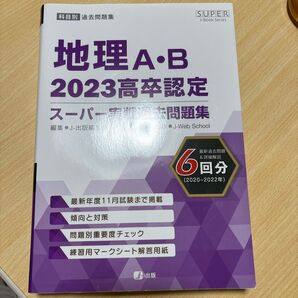 科目別 過去問題集
SUPER
J-Book Series
地理A・B
2023高卒認定
スーパー実戦過去問題集
編集●J-出版編集 ●J-Web School
6回分
最新過去問題
&詳細解説
(2020~2022年)
最新年度11月試験まで掲載
傾向と対策
問題別重要度チェック
練習用マークシート解答用紙
J-出版